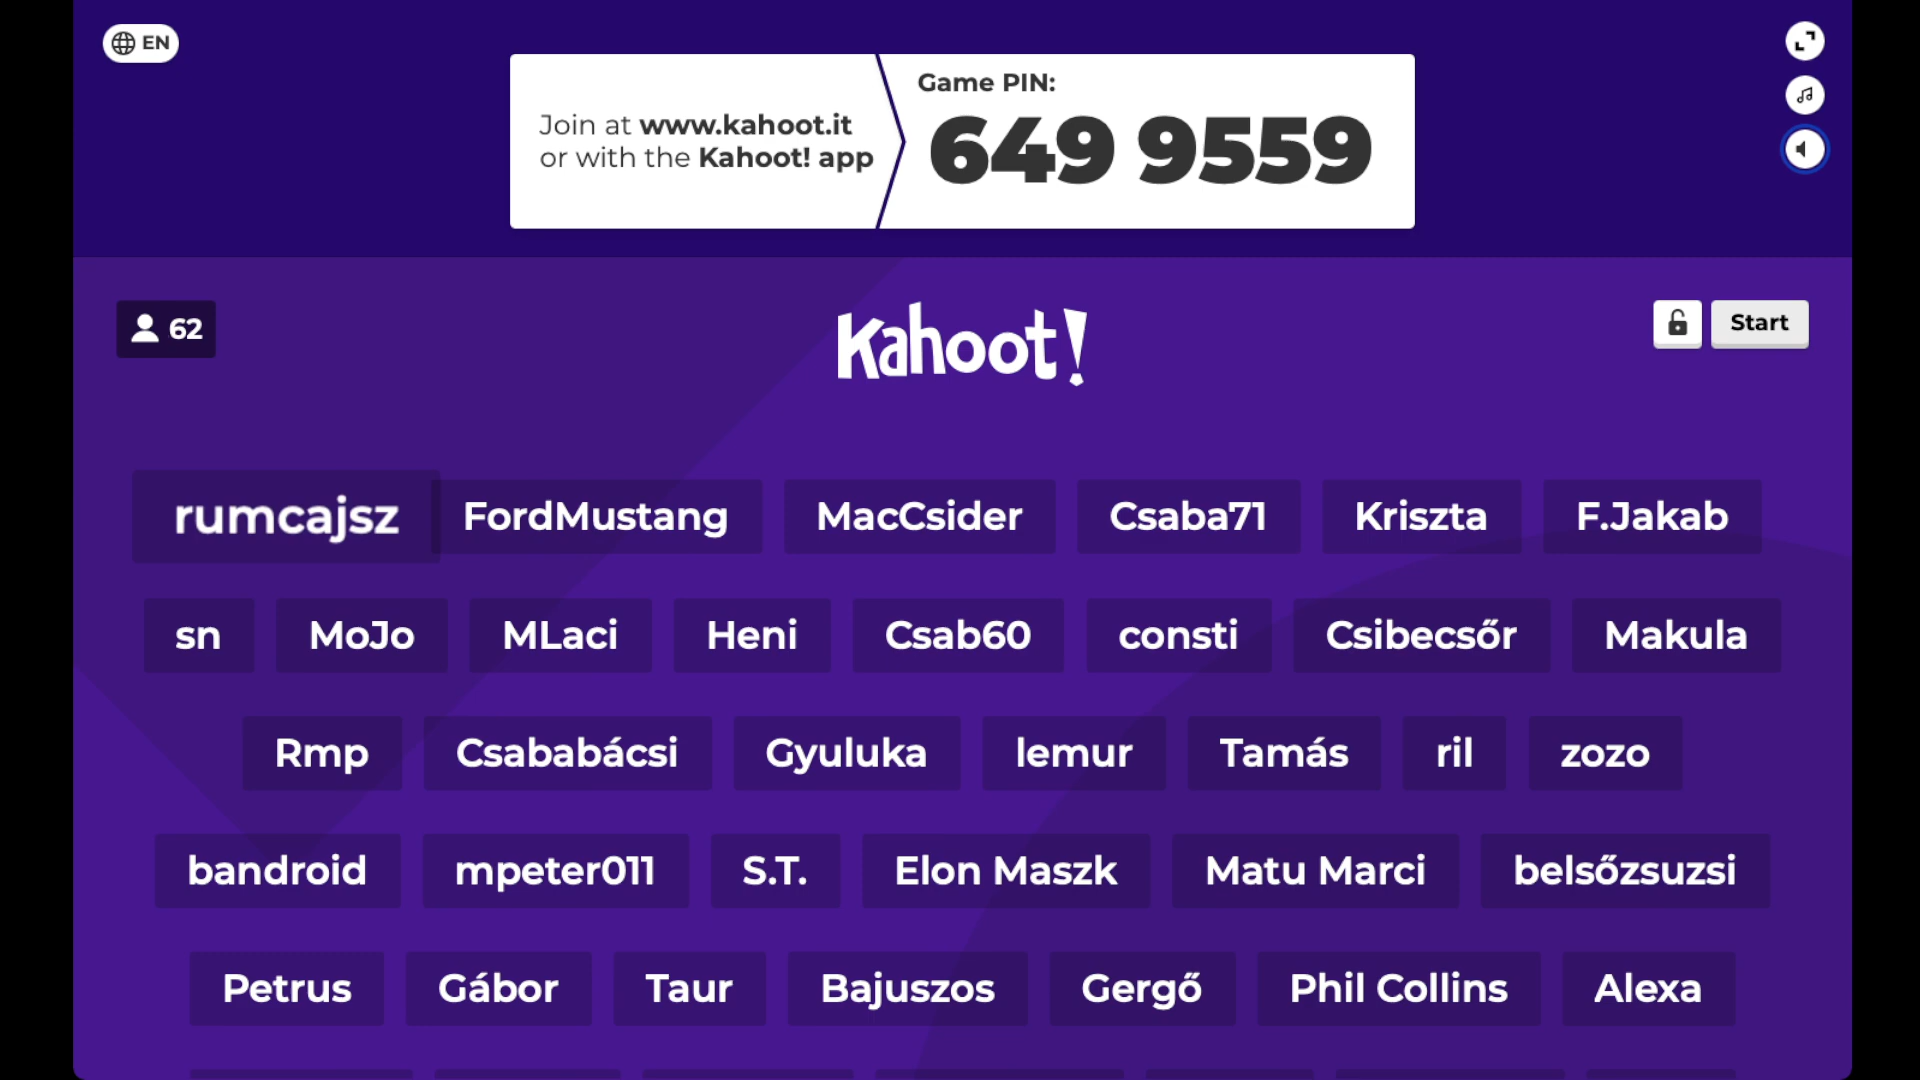 EN
Join at www.kahoot.it
or with the Kahoot! app
Game PIN:
649 9559
62
Kahoot!
Start
rumcajsz FordMustang MacCsider Csaba71 Kriszta F.Jakab
sn MoJo MLaci Heni Csab60 consti Csibecsőr Makula
Rmp Csababácsi Gyuluka lemur Tamás ril zozo
bandroid mpeter011 S.T. Elon Maszk Matu Marci belsőzsuzsi
Petrus Gábor Taur Bajuszos Gergő Phil Collins Alexa